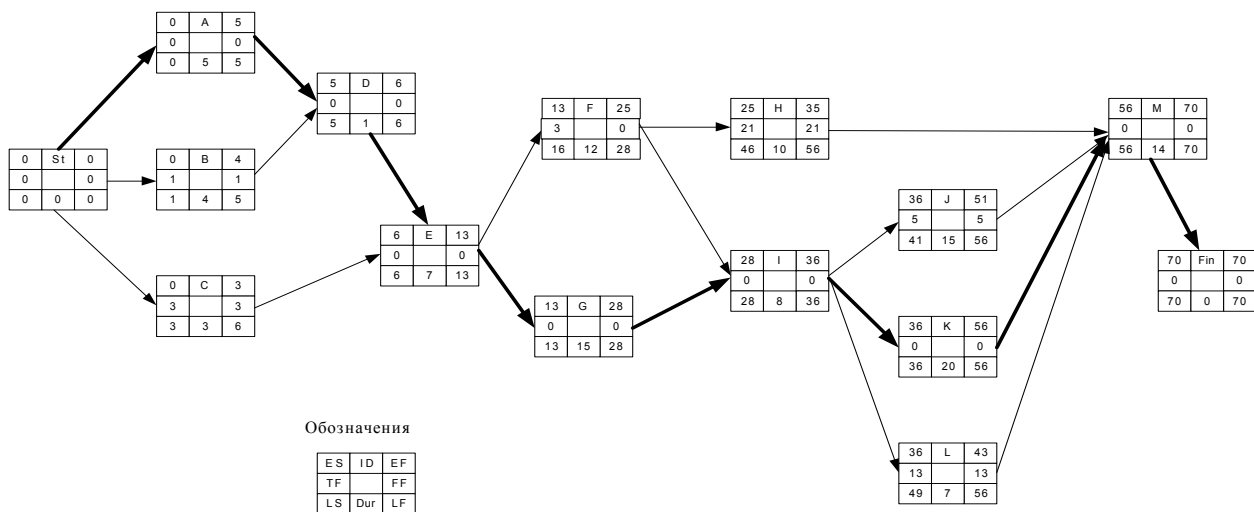 0 A 5
0 0
0 5 5
5 D 6
0 0
5 1 6
13 F 25
3 0
16 12 28
25 H 35
21 21
46 10 56
56 M 70
0 0
56 14 70
0 St 0
0 0
0 0 0
0 B 4
1 1
1 4 5
36 J 51
5 5
41 15 56
6 E 13
0 0
6 7 13
28 I 36
0 0
28 8 36
70 Fin 70
0 0
70 0 70
0 C 3
3 3
3 3 6
13 G 28
0 0
13 15 28
36 K 56
0 0
36 20 56
Обозначения
ES ID EF
TF FF
LS Dur LF
36 L 43
13 13
49 7 56